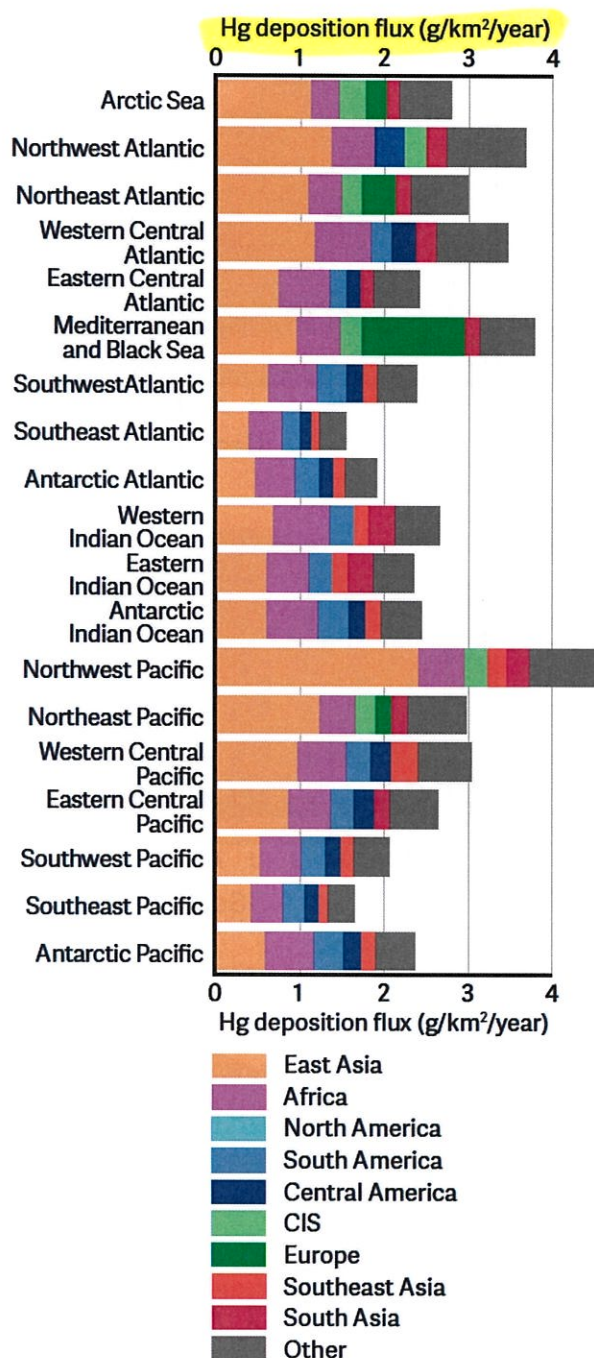 Hg deposition flux (g/km²/year)
0 1 2 3 4
Arctic Sea
Northwest Atlantic
Northeast Atlantic
Western Central
Atlantic
Eastern Central
Atlantic
Mediterranean
and Black Sea
SouthwestAtlantic
Southeast Atlantic
Antarctic Atlantic
Western
Indian Ocean
Eastern
Indian Ocean
Antarctic
Indian Ocean
Northwest Pacific
Northeast Pacific
Western Central
Pacific
Eastern Central
Pacific
Southwest Pacific
Southeast Pacific
Antarctic Pacific
0 1 2 3 4
Hg deposition flux (g/km²/year)
East Asia
Africa
North America
South America
Central America
CIS
Europe
Southeast Asia
South Asia
Other